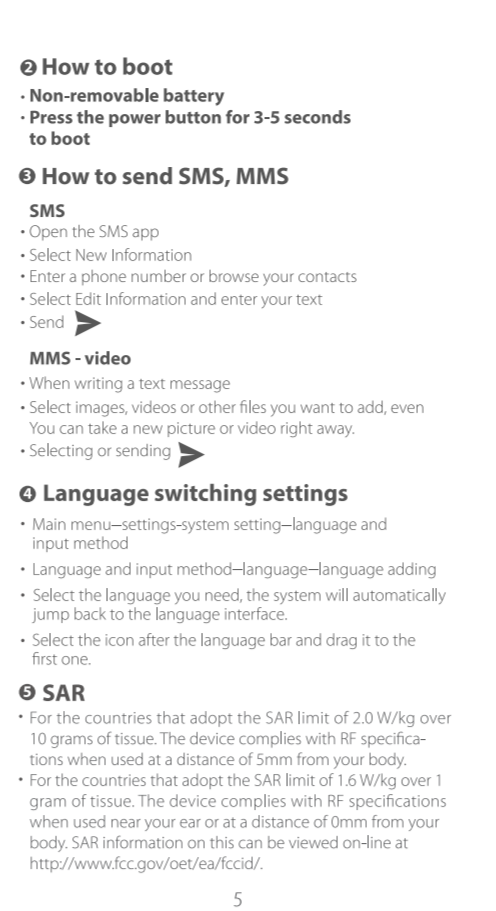 ❷ How to boot
• Non-removable battery
• Press the power button for 3-5 seconds
to boot
❸ How to send SMS, MMS
SMS
• Open the SMS app
• Select New Information
• Enter a phone number or browse your contacts
• Select Edit Information and enter your text
• Send
MMS - video
• When writing a text message
• Select images, videos or other files you want to add, even
You can take a new picture or video right away.
• Selecting or sending
❹ Language switching settings
• Main menu—settings-system setting—language and
input method
• Language and input method—language—language adding
• Select the language you need, the system will automatically
jump back to the language interface.
• Select the icon after the language bar and drag it to the
first one.
❺ SAR
• For the countries that adopt the SAR limit of 2.0 W/kg over
10 grams of tissue. The device complies with RF specifica-
tions when used at a distance of 5mm from your body.
• For the countries that adopt the SAR limit of 1.6 W/kg over 1
gram of tissue. The device complies with RF specifications
when used near your ear or at a distance of 0mm from your
body. SAR information on this can be viewed on-line at
http://www.fcc.gov/oet/ea/fccid/.
5